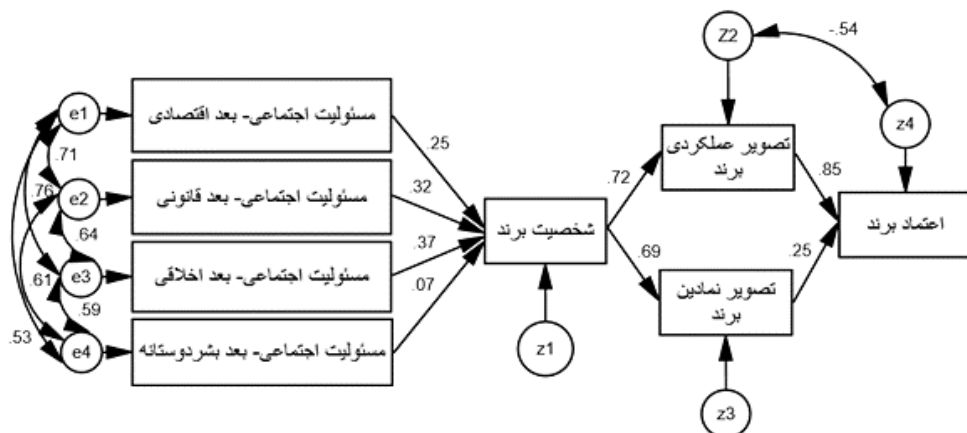 -.54
Z2
z4
e1
مسئولیت اجتماعی- بعد اقتصادی
.25
.71
.76
e2
مسئولیت اجتماعی- بعد قانونی
.32
.64
.61
e3
مسئولیت اجتماعی- بعد اخلاقی
.37
.59
.53
e4
مسئولیت اجتماعی- بعد بشردوستانه
.07
شخصیت برند
z1
.72
تصویر عملکردی
برند
.85
.69
تصویر نمادین
برند
.25
z3
اعتماد برند